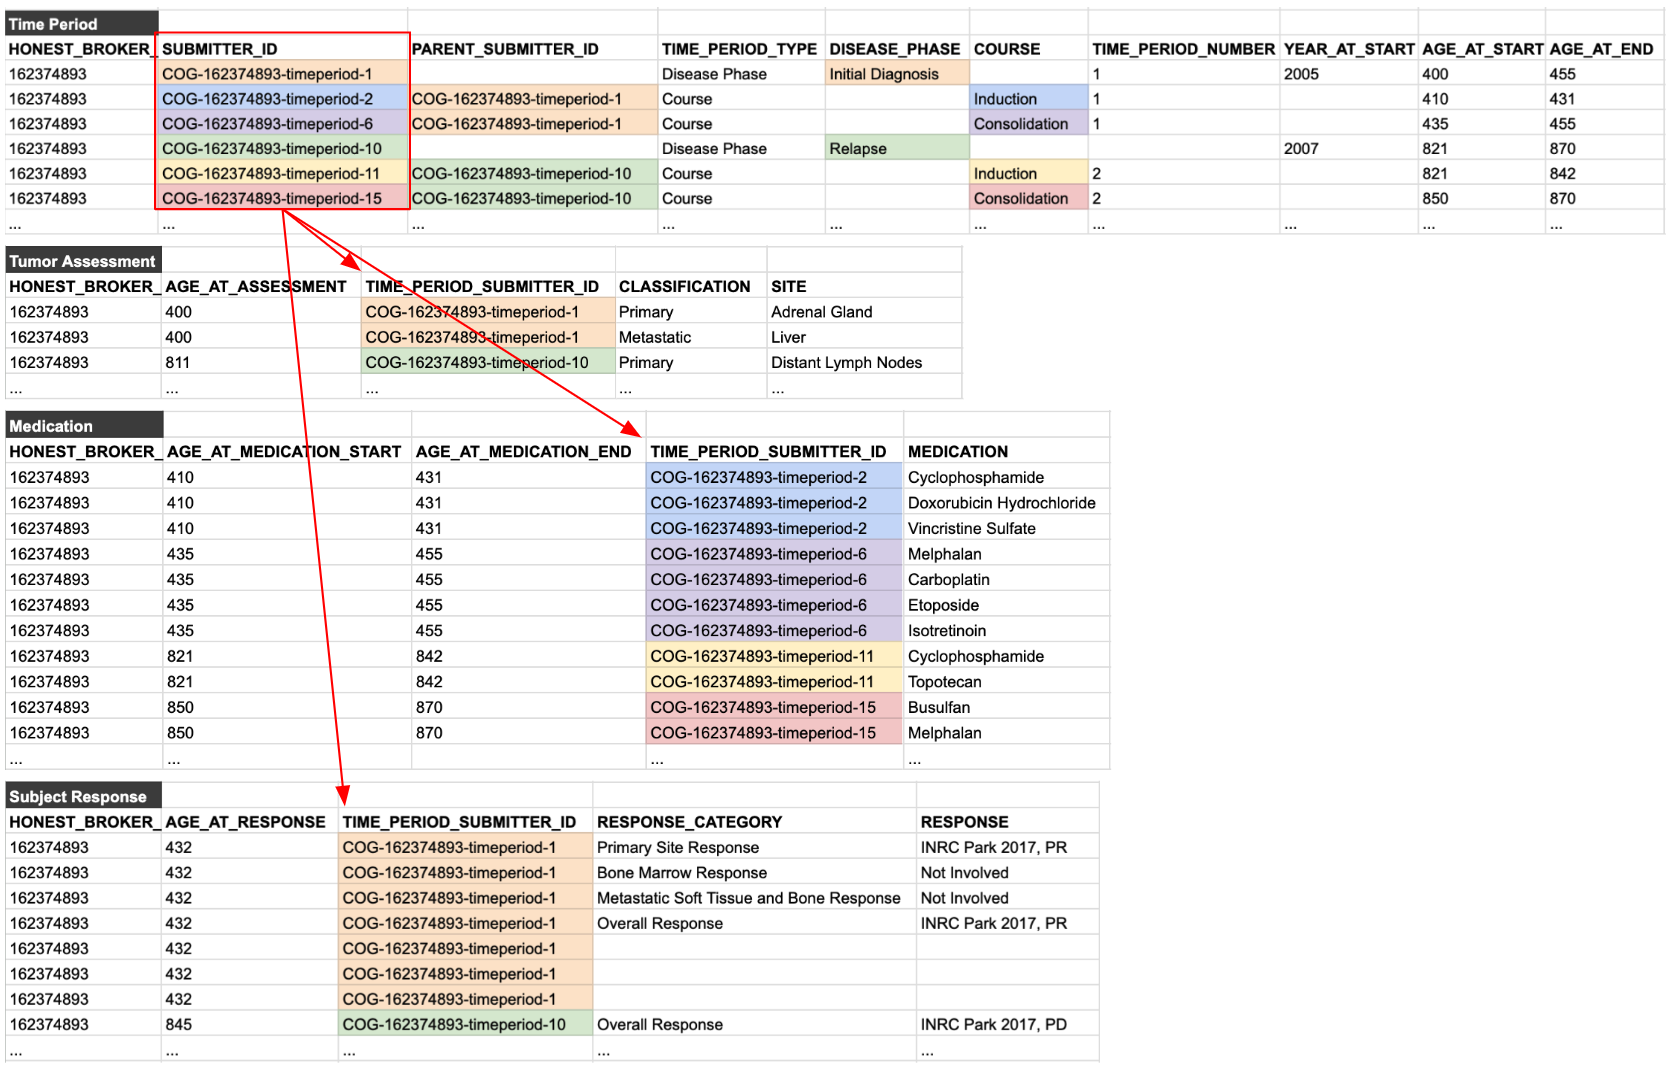 Time Period
HONEST_BROKER_ SUBMITTER_ID PARENT_SUBMITTER_ID TIME_PERIOD_TYPE DISEASE_PHASE COURSE TIME_PERIOD_NUMBER YEAR_AT_START AGE_AT_START AGE_AT_END
162374893 COG-162374893-timeperiod-1 Disease Phase Initial Diagnosis 1 2005 400 455
162374893 COG-162374893-timeperiod-2 COG-162374893-timeperiod-1 Course Induction 1 410 431
162374893 COG-162374893-timeperiod-6 COG-162374893-timeperiod-1 Course Consolidation 1 435 455
162374893 COG-162374893-timeperiod-10 Disease Phase Relapse 2007 821 870
162374893 COG-162374893-timeperiod-11 COG-162374893-timeperiod-10 Course Induction 2 821 842
162374893 COG-162374893-timeperiod-15 COG-162374893-timeperiod-10 Course Consolidation 2 850 870
... ... ... ... ... ... ... ... ... ...
Tumor Assessment
HONEST_BROKER_ AGE_AT_ASSESSMENT TIME_PERIOD_SUBMITTER_ID CLASSIFICATION SITE
162374893 400 COG-162374893-timeperiod-1 Primary Adrenal Gland
162374893 400 COG-162374893-timeperiod-1 Metastatic Liver
162374893 811 COG-162374893-timeperiod-10 Primary Distant Lymph Nodes
... ... ... ... ...
Medication
HONEST_BROKER_ AGE_AT_MEDICATION_START AGE_AT_MEDICATION_END TIME_PERIOD_SUBMITTER_ID MEDICATION
162374893 410 431 COG-162374893-timeperiod-2 Cyclophosphamide
162374893 410 431 COG-162374893-timeperiod-2 Doxorubicin Hydrochloride
162374893 410 431 COG-162374893-timeperiod-2 Vincristine Sulfate
162374893 435 455 COG-162374893-timeperiod-6 Melphalan
162374893 435 455 COG-162374893-timeperiod-6 Carboplatin
162374893 435 455 COG-162374893-timeperiod-6 Etoposide
162374893 435 455 COG-162374893-timeperiod-6 Isotretinoin
162374893 821 842 COG-162374893-timeperiod-11 Cyclophosphamide
162374893 821 842 COG-162374893-timeperiod-11 Topotecan
162374893 850 870 COG-162374893-timeperiod-15 Busulfan
162374893 850 870 COG-162374893-timeperiod-15 Melphalan
... ... ... ...
Subject Response
HONEST_BROKER_ AGE_AT_RESPONSE TIME_PERIOD_SUBMITTER_ID RESPONSE_CATEGORY RESPONSE
162374893 432 COG-162374893-timeperiod-1 Primary Site Response INRC Park 2017, PR
162374893 432 COG-162374893-timeperiod-1 Bone Marrow Response Not Involved
162374893 432 COG-162374893-timeperiod-1 Metastatic Soft Tissue and Bone Response Not Involved
162374893 432 COG-162374893-timeperiod-1 Overall Response INRC Park 2017, PR
162374893 432 COG-162374893-timeperiod-1
162374893 432 COG-162374893-timeperiod-1
162374893 432 COG-162374893-timeperiod-1
162374893 845 COG-162374893-timeperiod-10 Overall Response INRC Park 2017, PD
... ... ... ... ...